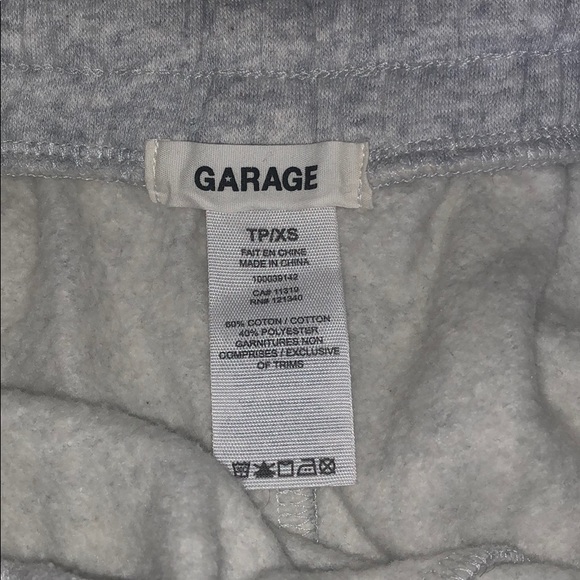 GARAGE
TP/XS
FAIT EN CHINE
MADE IN CHINA
100039142
CA# 11319
RN# 121340
60% COTON / COTTON
40% POLYESTER
GARNITURES NON
COMPRISES / EXCLUSIVE
OF TRIMS